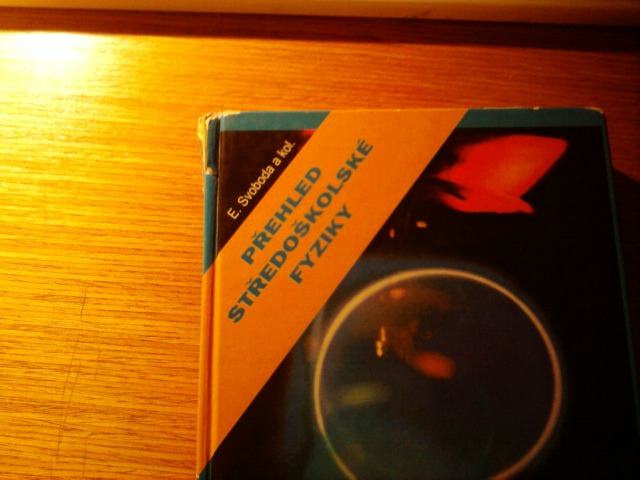 E. Svoboda a kol.
PŘEHLED
STŘEDOŠKOLSKÉ
FYZIKY